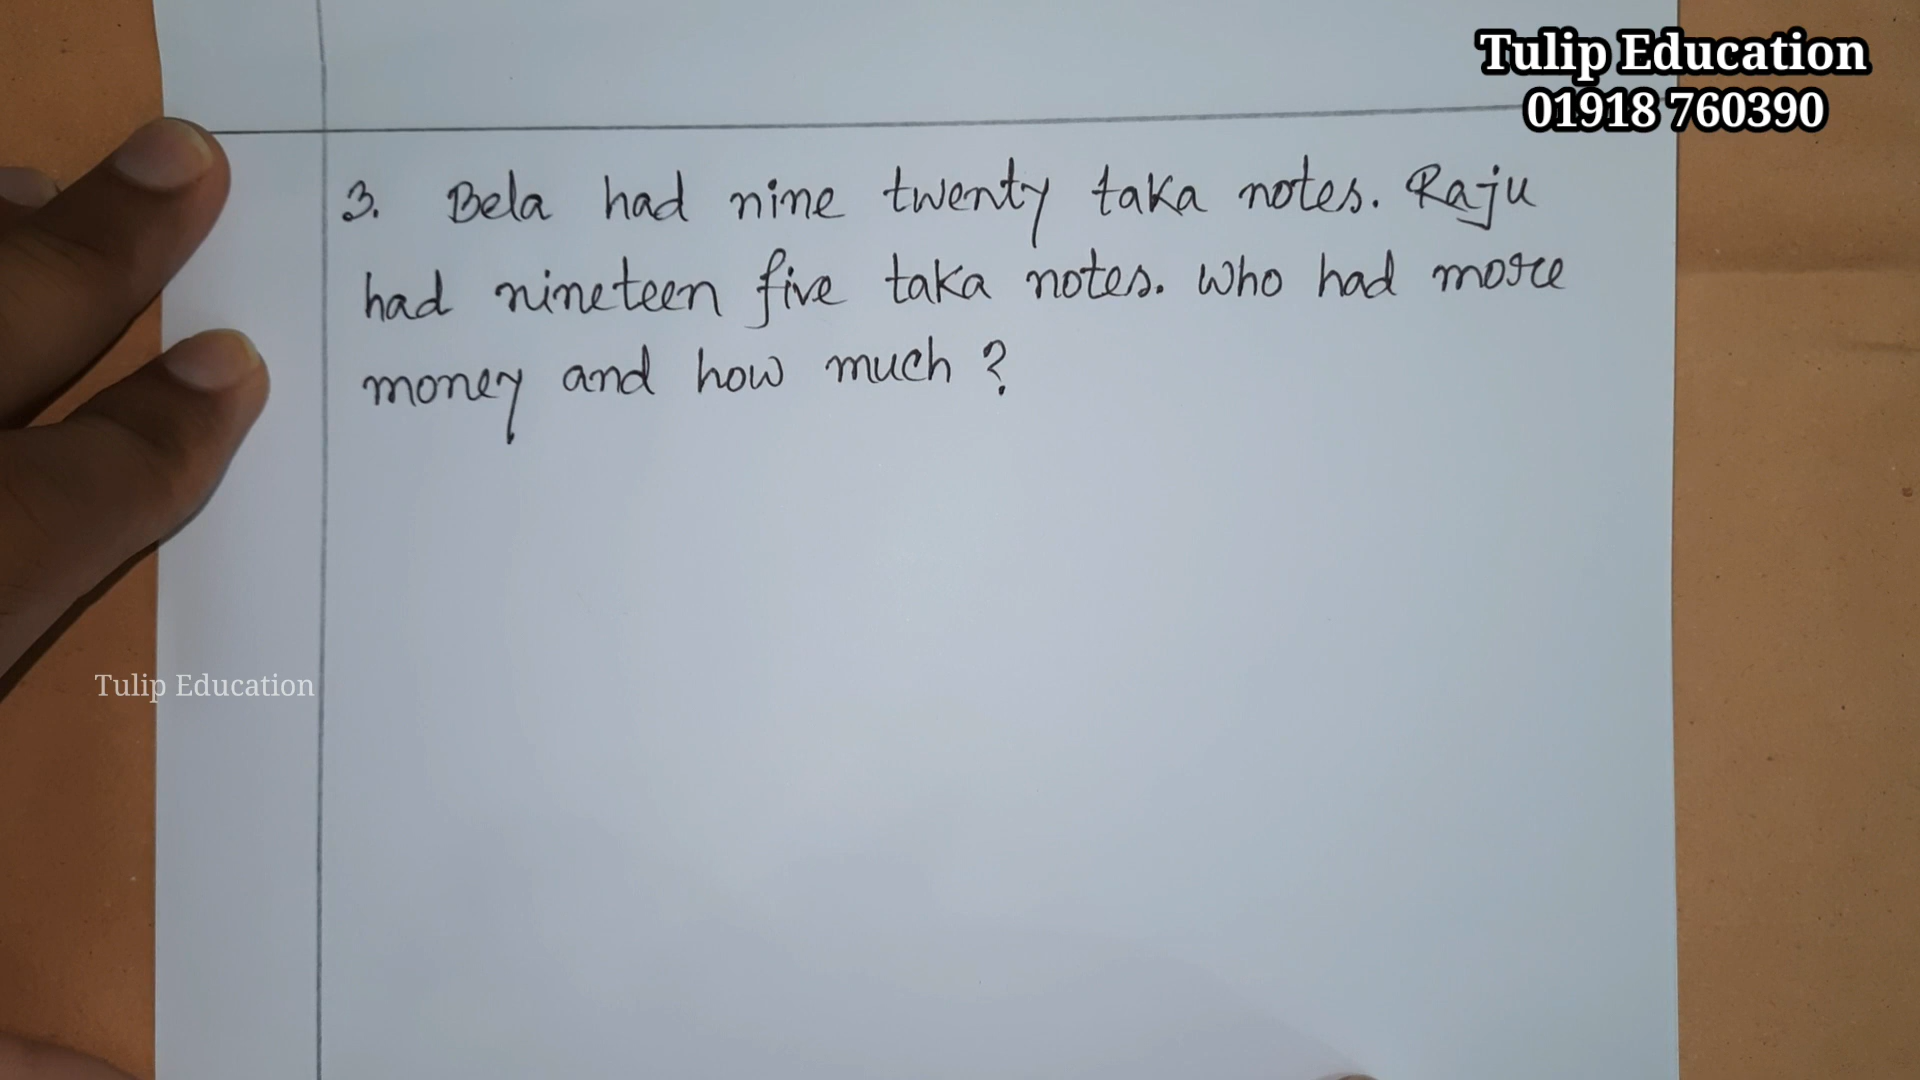 Tulip Education
01918 760390
3. Bela had nine twenty taka notes. Raju
had nineteen five taka notes. Who had more
money and how much ?
Tulip Education